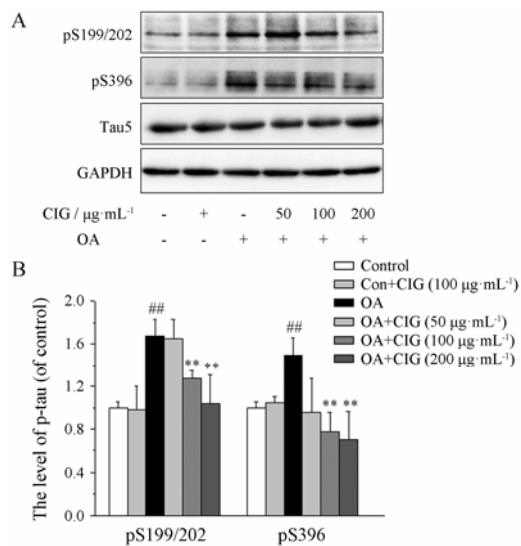 A
pS199/202
pS396
Tau5
GAPDH
CIG / μg·mL⁻¹ - + - 50 100 200
OA - - + + + +
B
Control
Con+CIG (100 μg·mL⁻¹)
OA
OA+CIG (50 μg·mL⁻¹)
OA+CIG (100 μg·mL⁻¹)
OA+CIG (200 μg·mL⁻¹)
The level of p-tau (of control)
2.0
1.6
1.2
0.8
0.4
0.0
##
** **
##
** **
pS199/202 pS396